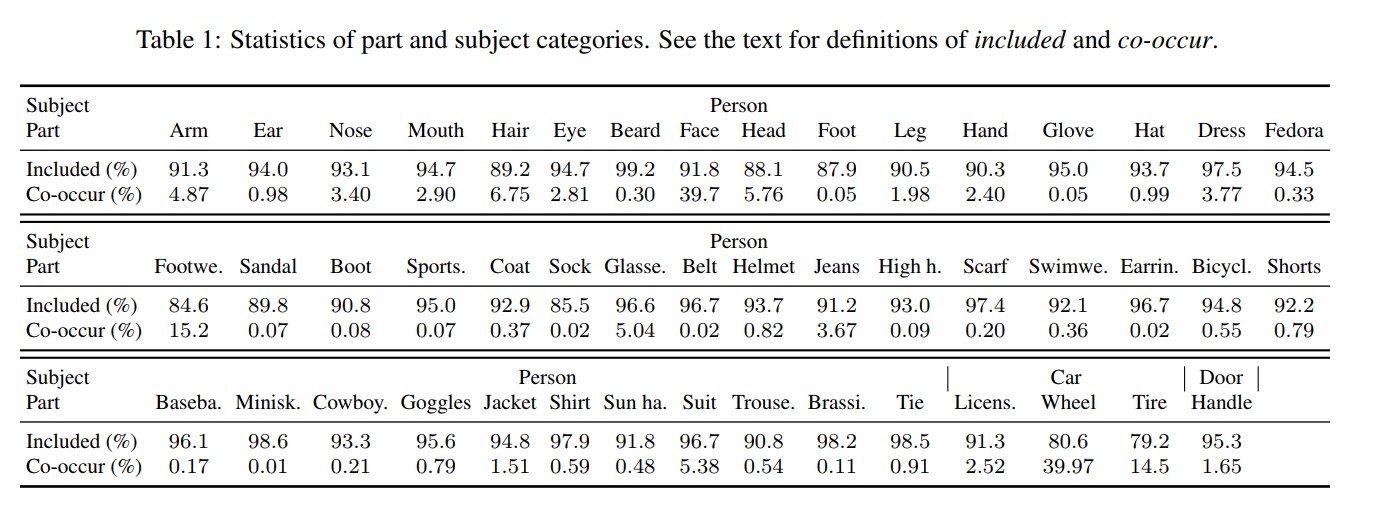 Table 1: Statistics of part and subject categories. See the text for definitions of included and co-occur.
Subject Person
Part Arm Ear Nose Mouth Hair Eye Beard Face Head Foot Leg Hand Glove Hat Dress Fedora
Included (%) 91.3 94.0 93.1 94.7 89.2 94.7 99.2 91.8 88.1 87.9 90.5 90.3 95.0 93.7 97.5 94.5
Co-occur (%) 4.87 0.98 3.40 2.90 6.75 2.81 0.30 39.7 5.76 0.05 1.98 2.40 0.05 0.99 3.77 0.33
Subject Person
Part Footwe. Sandal Boot Sports. Coat Sock Glasse. Belt Helmet Jeans High h. Scarf Swimwe. Earrin. Bicycl. Shorts
Included (%) 84.6 89.8 90.8 95.0 92.9 85.5 96.6 96.7 93.7 91.2 93.0 97.4 92.1 96.7 94.8 92.2
Co-occur (%) 15.2 0.07 0.08 0.07 0.37 0.02 5.04 0.02 0.82 3.67 0.09 0.20 0.36 0.02 0.55 0.79
Subject Person | Car | Door |
Part Baseba. Minisk. Cowboy. Goggles Jacket Shirt Sun ha. Suit Trouse. Brassi. Tie Licens. Wheel Tire Handle
Included (%) 96.1 98.6 93.3 95.6 94.8 97.9 91.8 96.7 90.8 98.2 98.5 91.3 80.6 79.2 95.3
Co-occur (%) 0.17 0.01 0.21 0.79 1.51 0.59 0.48 5.38 0.54 0.11 0.91 2.52 39.97 14.5 1.65